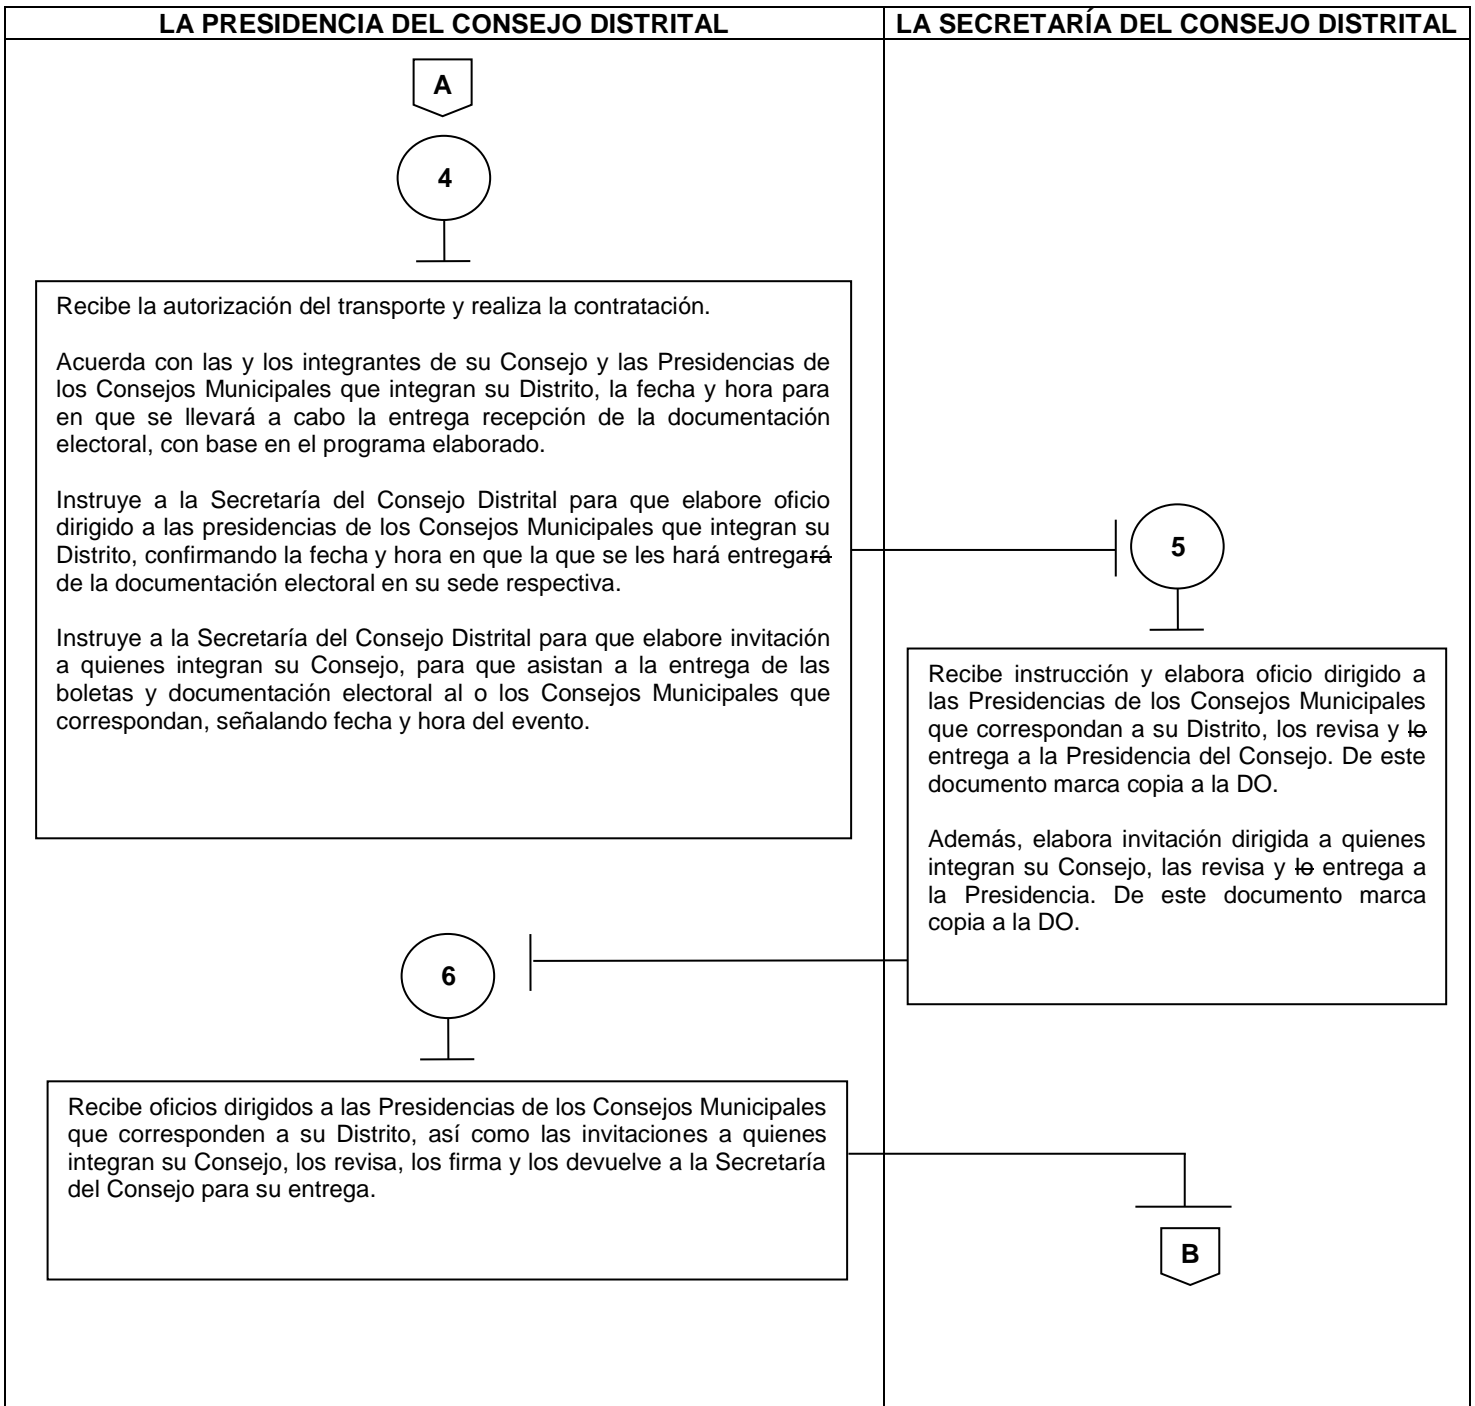 LA PRESIDENCIA DEL CONSEJO DISTRITAL
LA SECRETARÍA DEL CONSEJO DISTRITAL
A
4
Recibe la autorización del transporte y realiza la contratación.
Acuerda con las y los integrantes de su Consejo y las Presidencias de
los Consejos Municipales que integran su Distrito, la fecha y hora para
en que se llevará a cabo la entrega recepción de la documentación
electoral, con base en el programa elaborado.
Instruye a la Secretaría del Consejo Distrital para que elabore oficio
dirigido a las presidencias de los Consejos Municipales que integran su
Distrito, confirmando la fecha y hora en que la que se les hará entregará
de la documentación electoral en su sede respectiva.
Instruye a la Secretaría del Consejo Distrital para que elabore invitación
a quienes integran su Consejo, para que asistan a la entrega de las
boletas y documentación electoral al o los Consejos Municipales que
correspondan, señalando fecha y hora del evento.
5
Recibe instrucción y elabora oficio dirigido a
las Presidencias de los Consejos Municipales
que correspondan a su Distrito, los revisa y lo
entrega a la Presidencia del Consejo. De este
documento marca copia a la DO.
Además, elabora invitación dirigida a quienes
integran su Consejo, las revisa y lo entrega a
la Presidencia. De este documento marca
copia a la DO.
6
Recibe oficios dirigidos a las Presidencias de los Consejos Municipales
que corresponden a su Distrito, así como las invitaciones a quienes
integran su Consejo, los revisa, los firma y los devuelve a la Secretaría
del Consejo para su entrega.
B